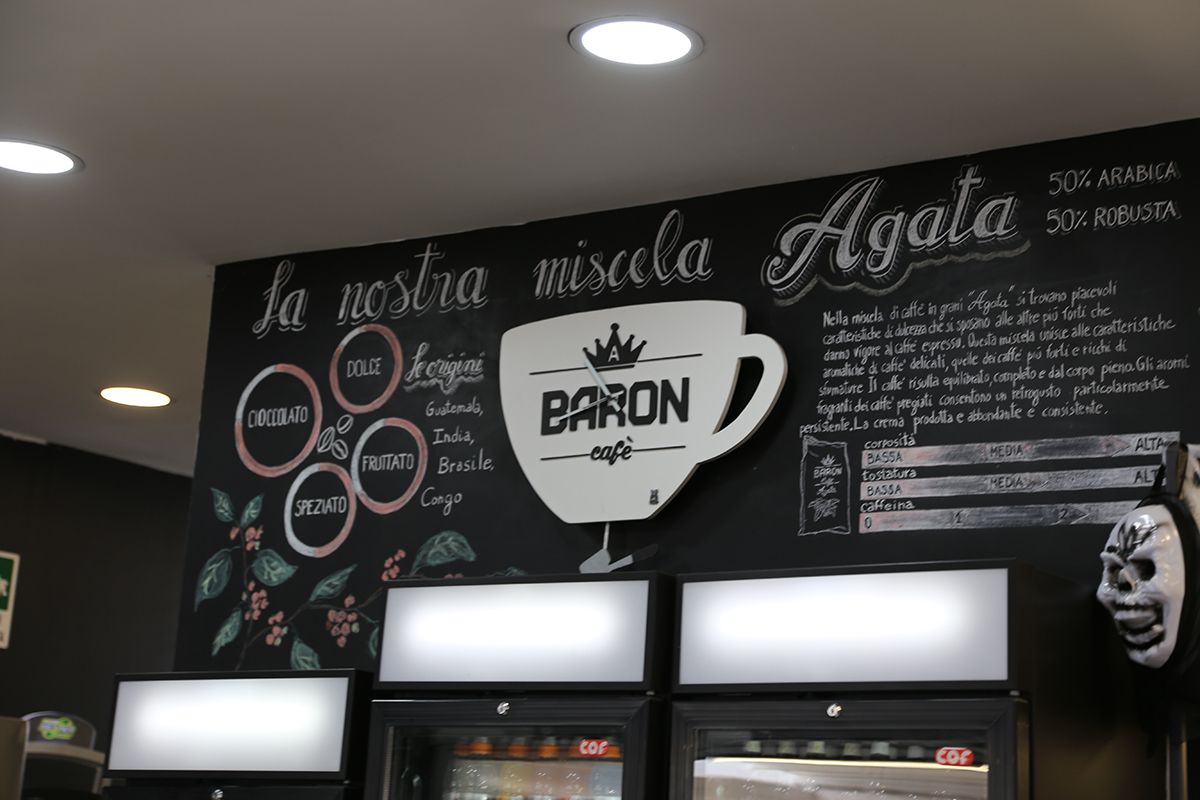 La nostra miscela Agata
50% ARABICA
50% ROBUSTA
CIOCCOLATO
DOLCE
FRUTTATO
SPEZIATO
Le origini
Guatemala,
India,
Brasile,
Congo
A
BARON
cafè
Nella miscela di caffè in grani "Agata" si trovano piacevoli
caratteristiche di dolcezza che si sposano alle altre più forti che
danno vigore al caffè espresso. Questa miscela unisce alle caratteristiche
aromatiche di caffè delicati, quelle dei caffè più forti e ricchi di
sfumature. Il caffè risulta equilibrato, completo e dal corpo pieno. Gli aromi
fragranti dei caffè pregiati consentono un retrogusto particolarmente
persistente. La crema prodotta e abbondante e consistente.
BARON
cafè
Agata
corposità
BASSA MEDIA ALTA
tostatura
BASSA MEDIA ALT
caffeina
0 1 2
COF
COF